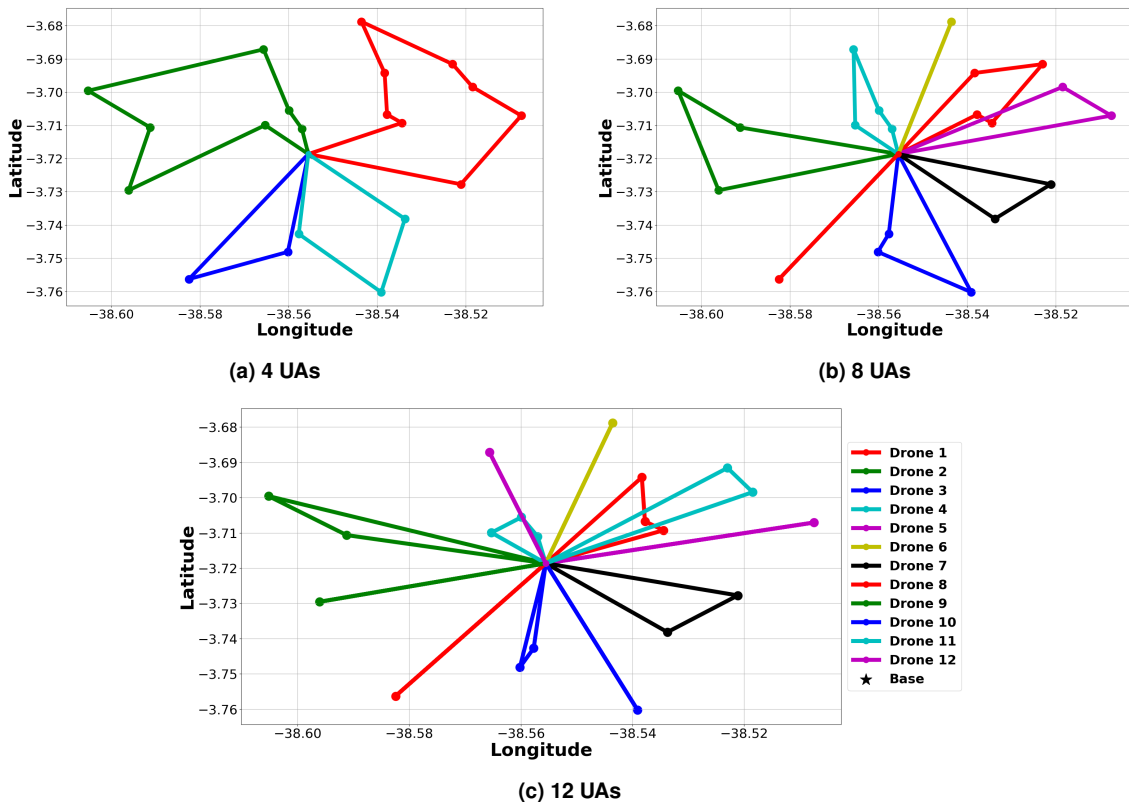 −3.68
−3.69
−3.70
−3.71
−3.72
−3.73
−3.74
−3.75
−3.76
Latitude
−38.60
−38.58
−38.56
−38.54
−38.52
Longitude
(a) 4 UAs
−3.68
−3.69
−3.70
−3.71
−3.72
−3.73
−3.74
−3.75
−3.76
Latitude
−38.60
−38.58
−38.56
−38.54
−38.52
Longitude
(b) 8 UAs
−3.68
−3.69
−3.70
−3.71
−3.72
−3.73
−3.74
−3.75
−3.76
Latitude
−38.60
−38.58
−38.56
−38.54
−38.52
Longitude
Drone 1
Drone 2
Drone 3
Drone 4
Drone 5
Drone 6
Drone 7
Drone 8
Drone 9
Drone 10
Drone 11
Drone 12
Base
(c) 12 UAs